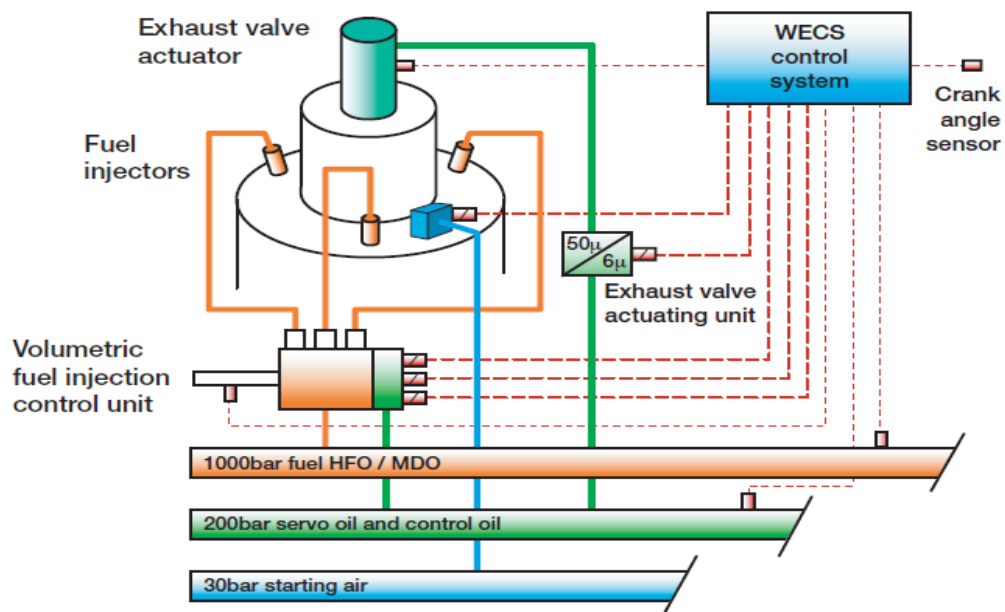 Exhaust valve
actuator
WECS
control
system
Crank
angle
sensor
Fuel
injectors
50µ
6µ
Exhaust valve
actuating unit
Volumetric
fuel injection
control unit
1000bar fuel HFO / MDO
200bar servo oil and control oil
30bar starting air